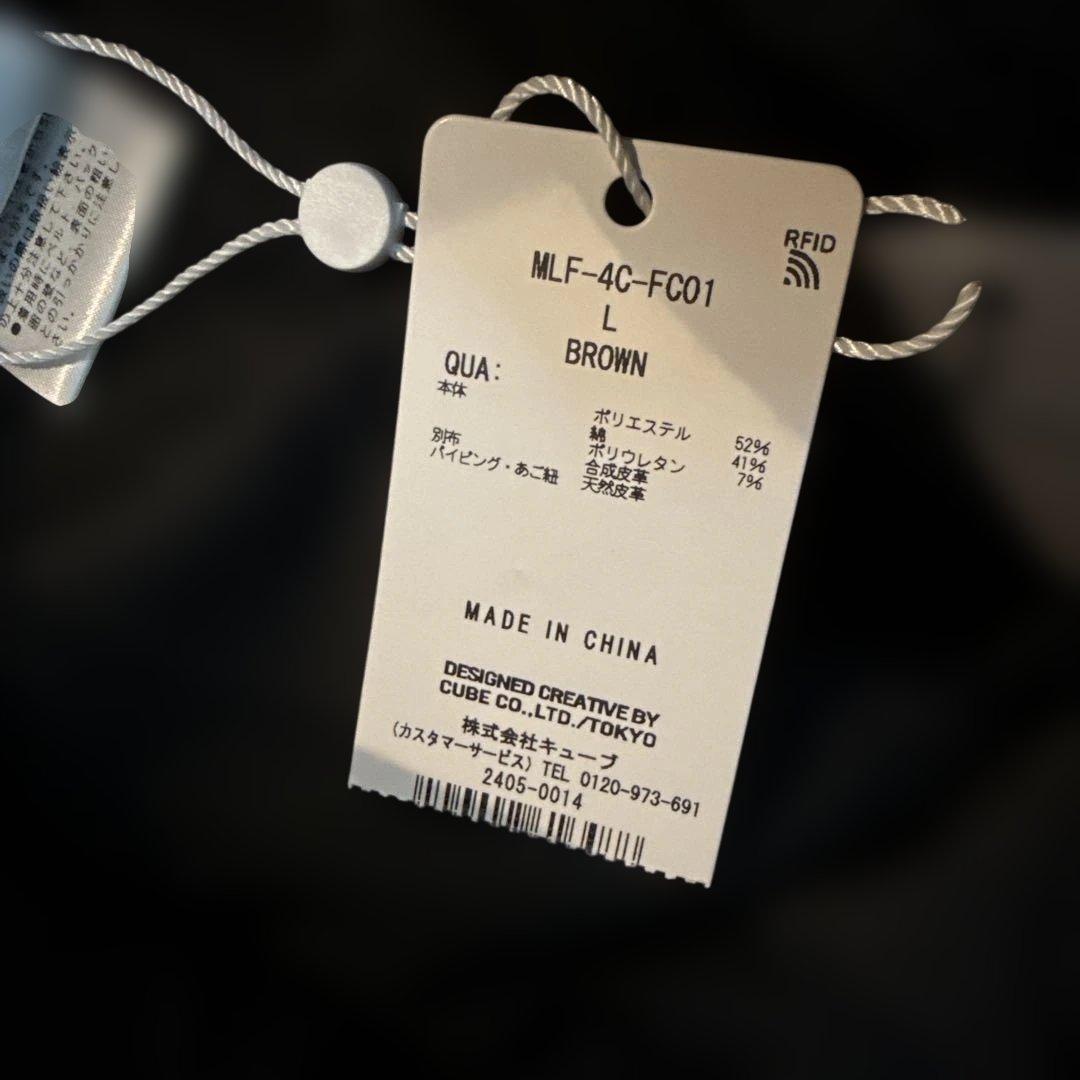 RFID
MLF-4C-FC01
L
BROWN
QUA:
本体
ポリエステル 52%
綿 41%
別布 ポリウレタン 7%
パイピング・あご紐 合成皮革
天然皮革
MADE IN CHINA
DESIGNED CREATIVE BY
CUBE CO.,LTD./TOKYO
株式会社キューブ
(カスタマーサービス) TEL 0120-973-691
2405-0014